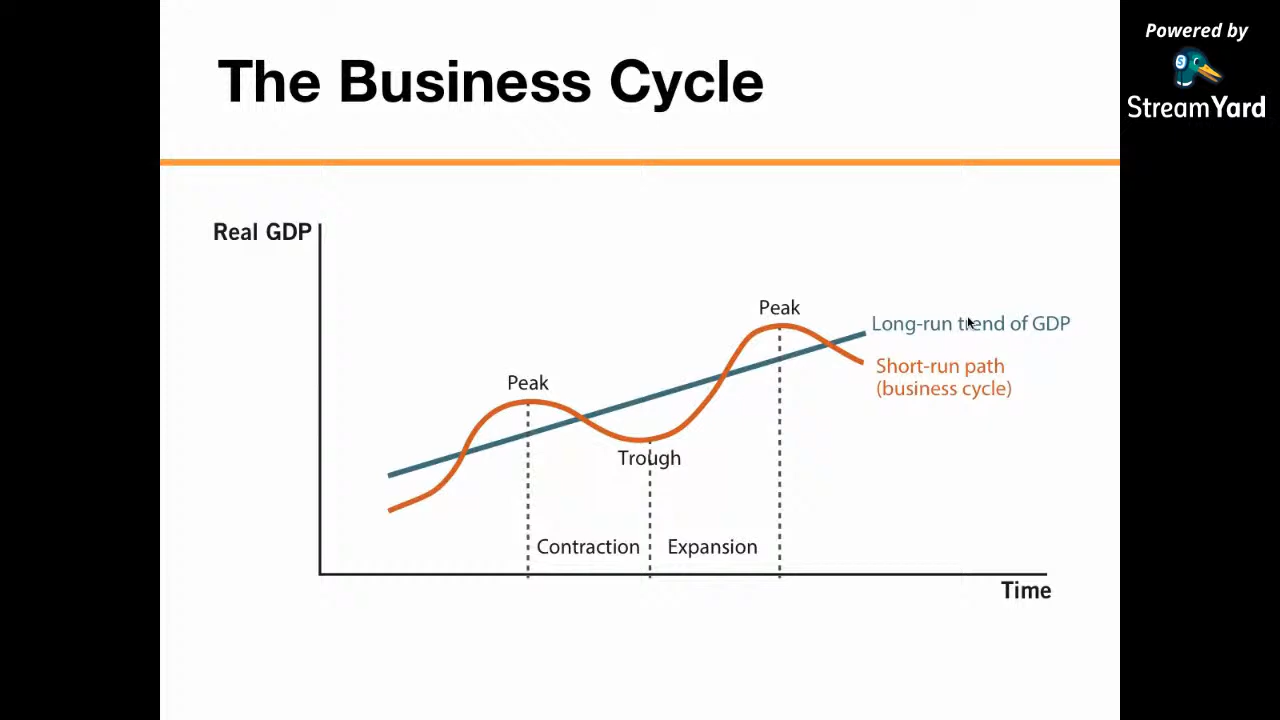 The Business Cycle
Powered by
StreamYard
Real GDP
Peak
Long-run trend of GDP
Short-run path
(business cycle)
Peak
Trough
Contraction
Expansion
Time